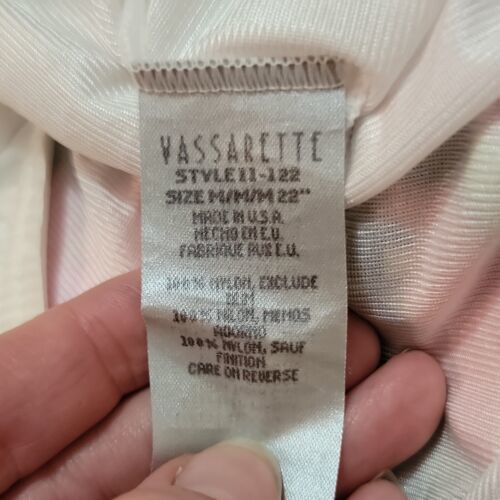 VASSARETTE
STYLE 11-122
SIZE M/M/M 22"
MADE IN U.S.A.
HECHO EN E.U.
FABRIQUE AUX E.U.
100% NYLON, EXCLUDE
TRIM
100% NYLON, MENOS
ADORNO
100% NYLON, SAUF
FINITION
CARE ON REVERSE